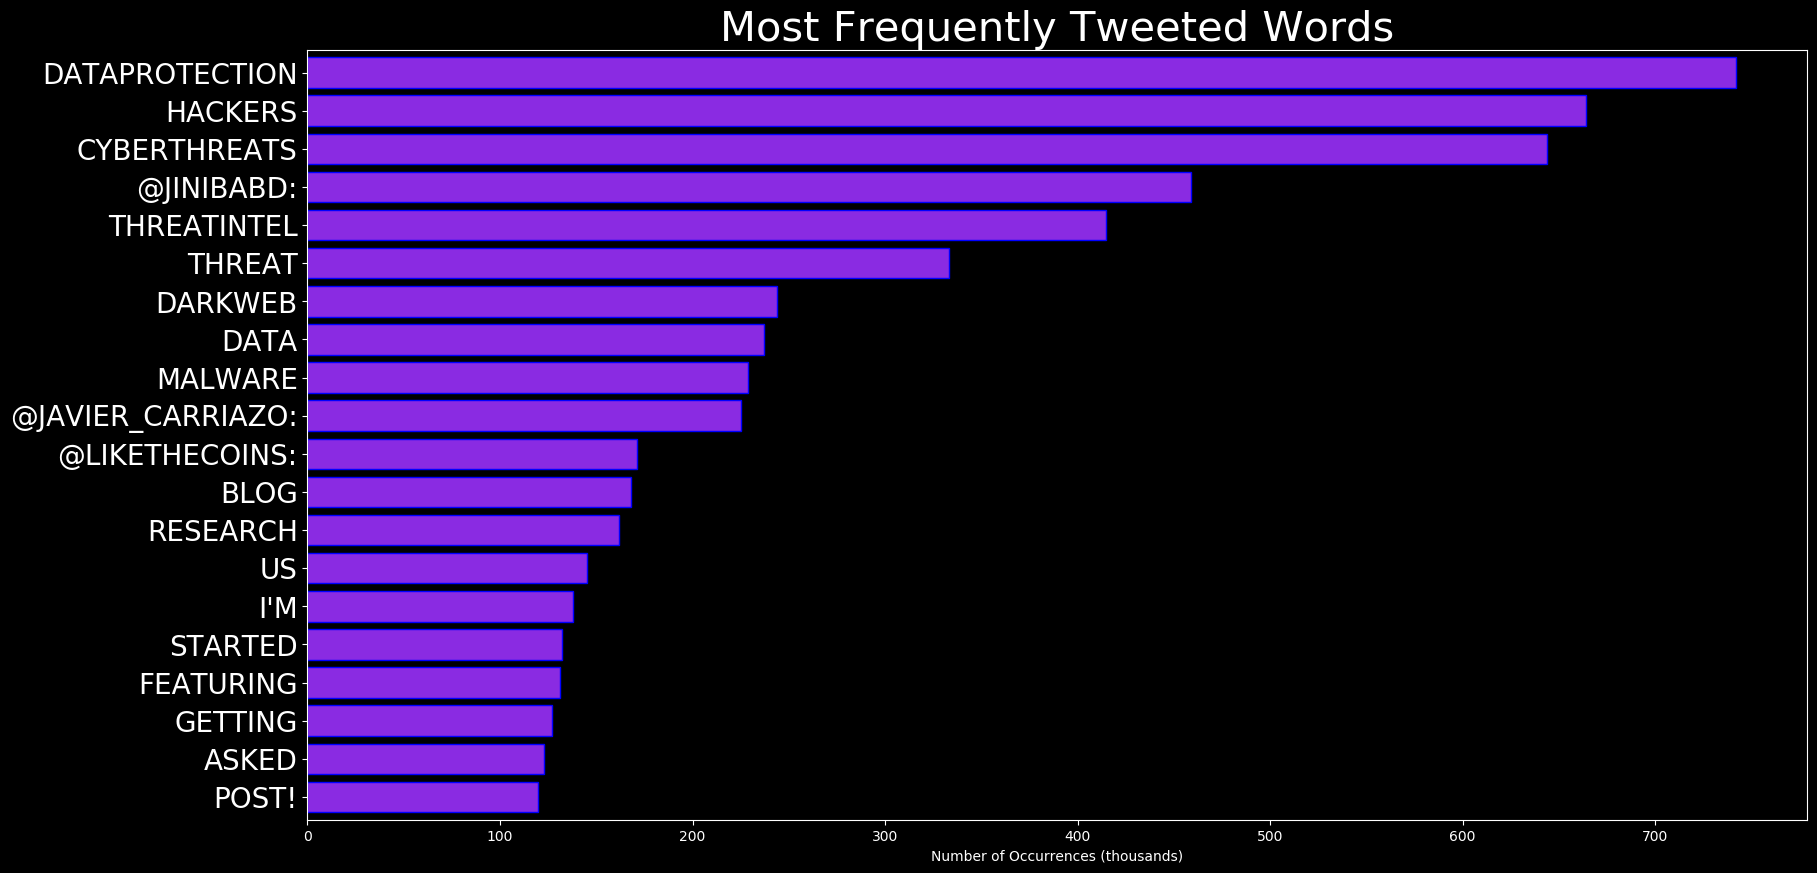 Most Frequently Tweeted Words
DATAPROTECTION
HACKERS
CYBERTHREATS
@JINIBABD:
THREATINTEL
THREAT
DARKWEB
DATA
MALWARE
@JAVIER_CARRIAZO:
@LIKETHECOINS:
BLOG
RESEARCH
US
I'M
STARTED
FEATURING
GETTING
ASKED
POST!
0 100 200 300 400 500 600 700
Number of Occurrences (thousands)